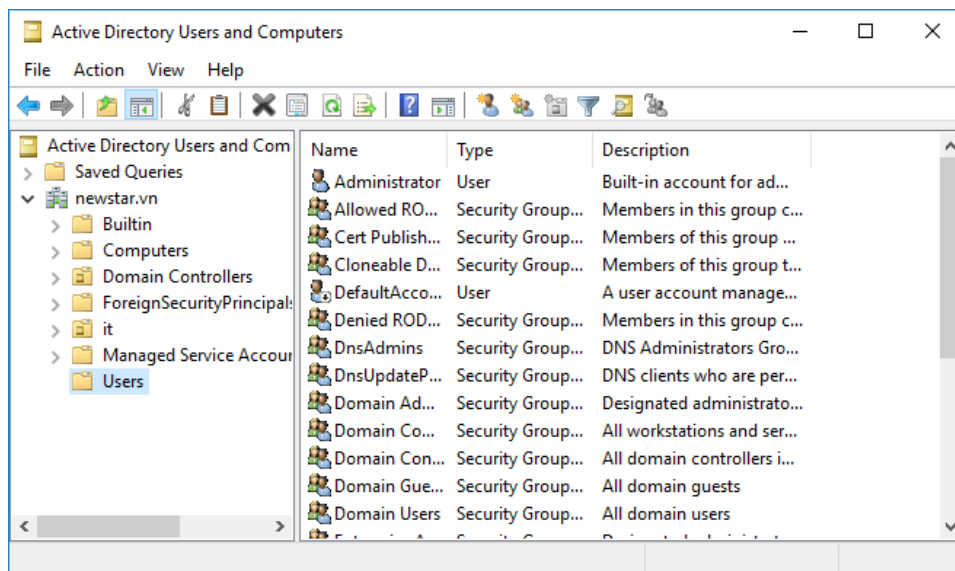 Active Directory Users and Computers
File Action View Help
Active Directory Users and Com
Saved Queries
newstar.vn
Builtin
Computers
Domain Controllers
ForeignSecurityPrincipals
it
Managed Service Accour
Users
Name Type Description
Administrator User Built-in account for ad...
Allowed RO... Security Group... Members in this group c...
Cert Publish... Security Group... Members of this group ...
Cloneable D... Security Group... Members of this group t...
DefaultAcco... User A user account manage...
Denied ROD... Security Group... Members in this group c...
DnsAdmins Security Group... DNS Administrators Gro...
DnsUpdateP... Security Group... DNS clients who are per...
Domain Ad... Security Group... Designated administrato...
Domain Co... Security Group... All workstations and ser...
Domain Con... Security Group... All domain controllers i...
Domain Gue... Security Group... All domain guests
Domain Users Security Group... All domain users